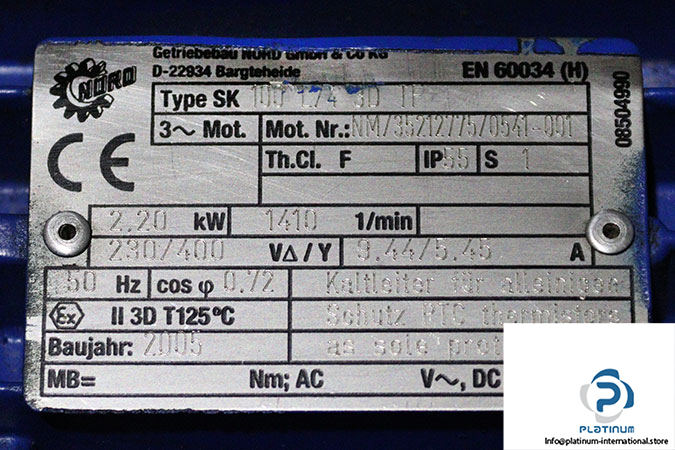 Getriebebau NORD GmbH & Co KG
D-22934 Bargteheide
EN 60034 (H)
NORD
Type SK 100 L/4 3D TF
3~ Mot. Mot. Nr.: NM/35212775/0541-001
Th.Cl. F IP55 S 1
CE
2,20 kW 1410 1/min
230/400 VΔ/Y 9.44/5.45 A
50 Hz cos φ 0.72 Kaltleiter für alleinigen
Ex II 3D T125°C Schutz PTC thermistors
Baujahr: 2005 as sole
MB= Nm; AC V~, DC
08504990
PLATINUM
Info@platinum-international.store